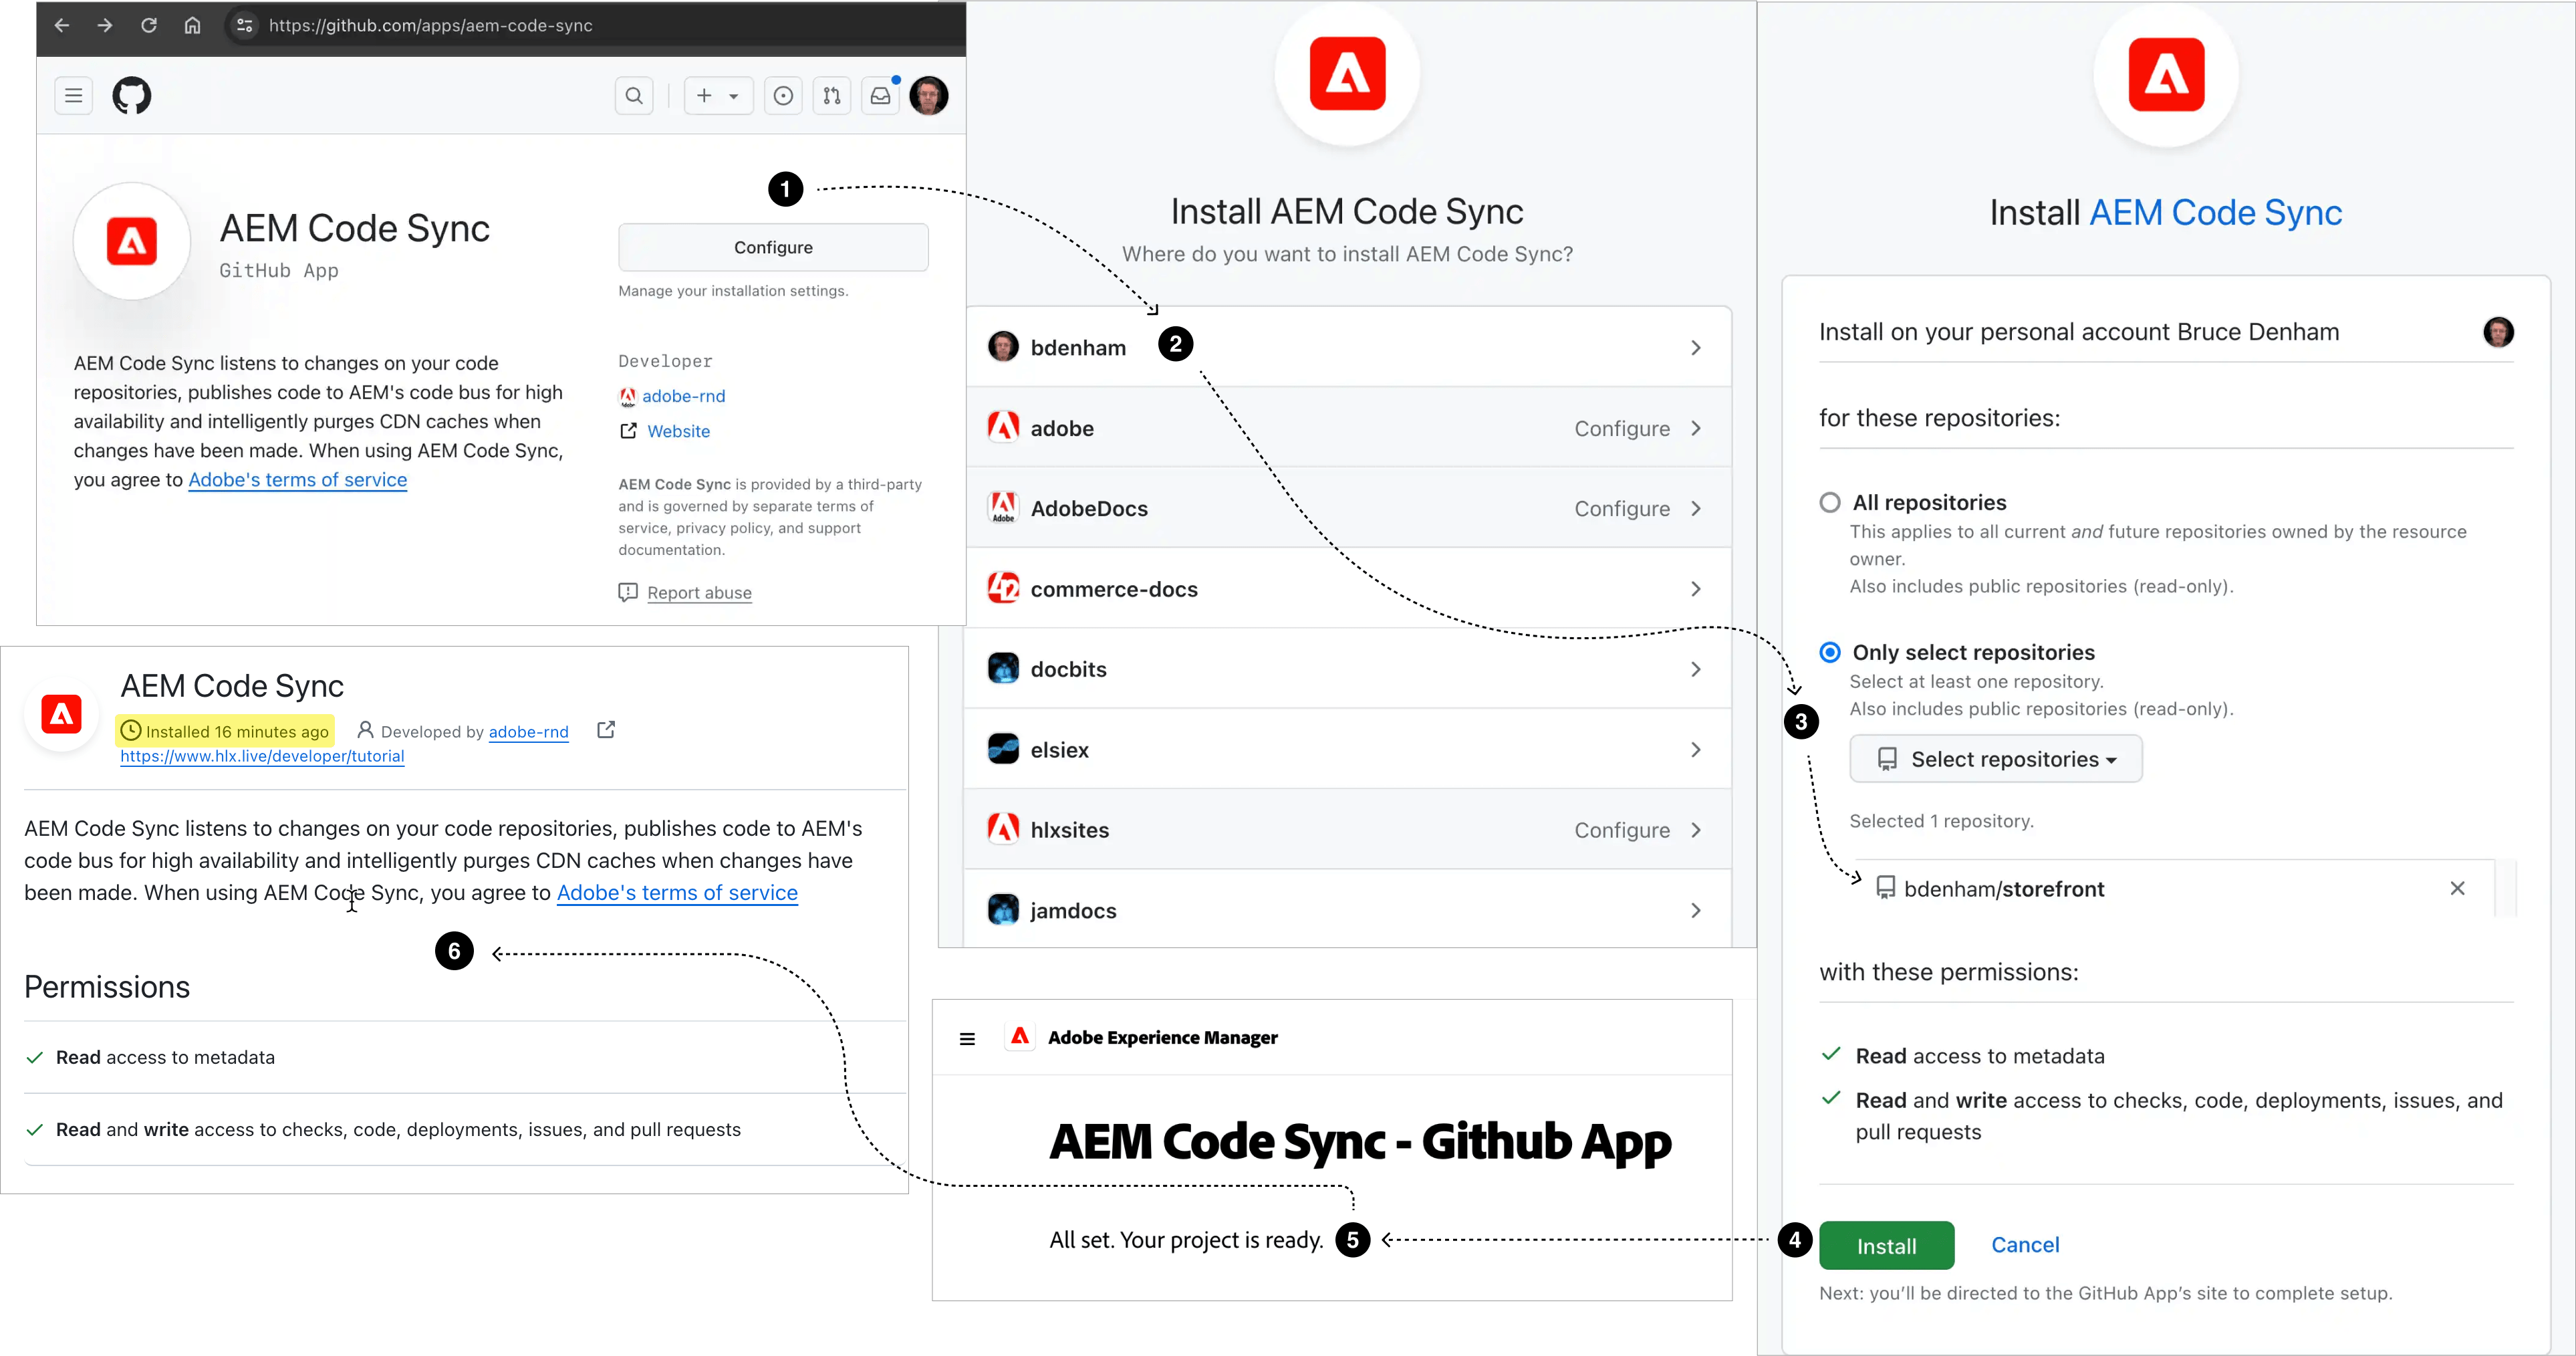 https://github.com/apps/aem-code-sync
1
AEM Code Sync
GitHub App
Configure
Manage your installation settings.
AEM Code Sync listens to changes on your code
repositories, publishes code to AEM's code bus for high
availability and intelligently purges CDN caches when
changes have been made. When using AEM Code Sync,
you agree to Adobe's terms of service
Developer
adobe-rnd
Website
AEM Code Sync is provided by a third-party
and is governed by separate terms of
service, privacy policy, and support
documentation.
Report abuse
Install AEM Code Sync
Where do you want to install AEM Code Sync?
bdenham
2
adobe
Configure
AdobeDocs
Configure
commerce-docs
docbits
elsiex
hlxsites
Configure
jamdocs
Install AEM Code Sync
Install on your personal account Bruce Denham
for these repositories:
All repositories
This applies to all current and future repositories owned by the resource
owner.
Also includes public repositories (read-only).
Only select repositories
Select at least one repository.
Also includes public repositories (read-only).
3
Select repositories
Selected 1 repository.
bdenham/storefront
with these permissions:
Read access to metadata
Read and write access to checks, code, deployments, issues, and
pull requests
4
Install
Cancel
Next: you'll be directed to the GitHub App's site to complete setup.
Adobe Experience Manager
AEM Code Sync - Github App
All set. Your project is ready.
5
AEM Code Sync
Installed 16 minutes ago
Developed by adobe-rnd
https://www.hlx.live/developer/tutorial
AEM Code Sync listens to changes on your code repositories, publishes code to AEM's
code bus for high availability and intelligently purges CDN caches when changes have
been made. When using AEM Code Sync, you agree to Adobe's terms of service
6
Permissions
Read access to metadata
Read and write access to checks, code, deployments, issues, and pull requests